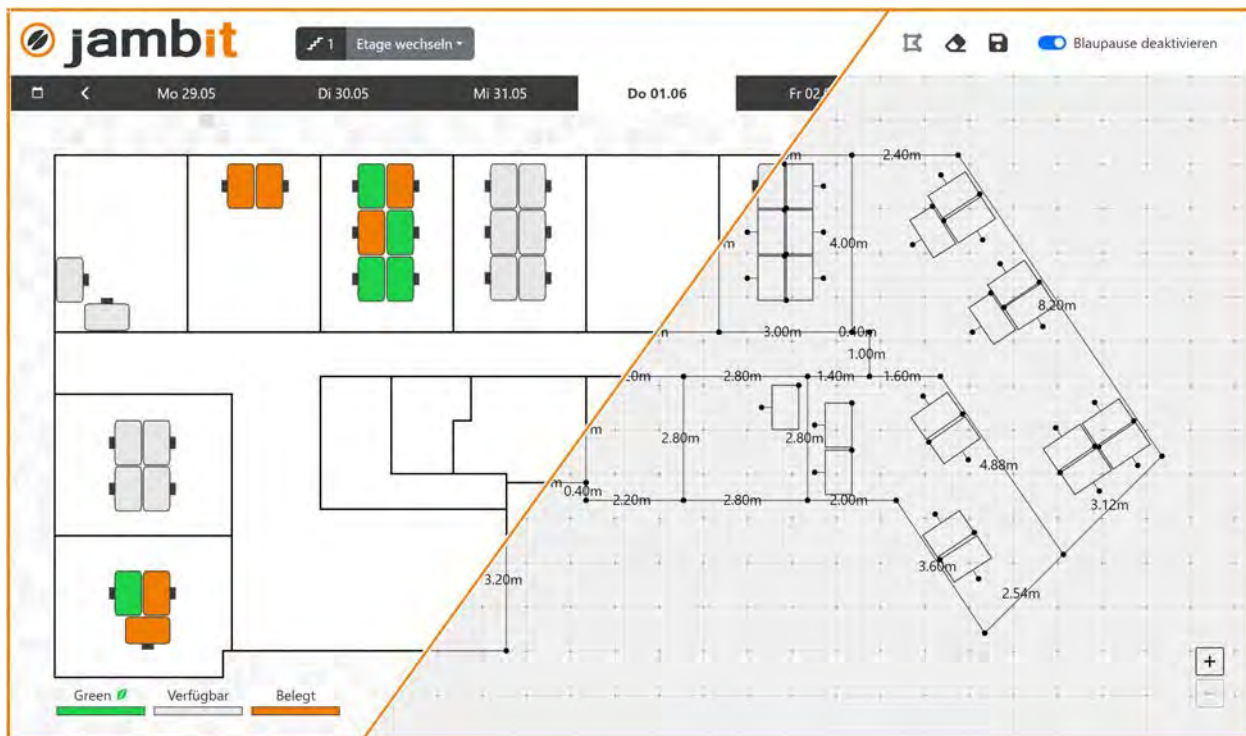 jambit
1 Etage wechseln
Blaupause deaktivieren
Mo 29.05
Di 30.05
Mi 31.05
Do 01.06
Fr 02.
2.40m
4.00m
8.20m
3.00m
0.40m
1.00m
2.80m
1.40m
1.60m
2.80m
2.80m
4.88m
0.40m
2.20m
2.80m
2.00m
3.12m
3.60m
3.20m
2.54m
Green
Verfügbar
Belegt